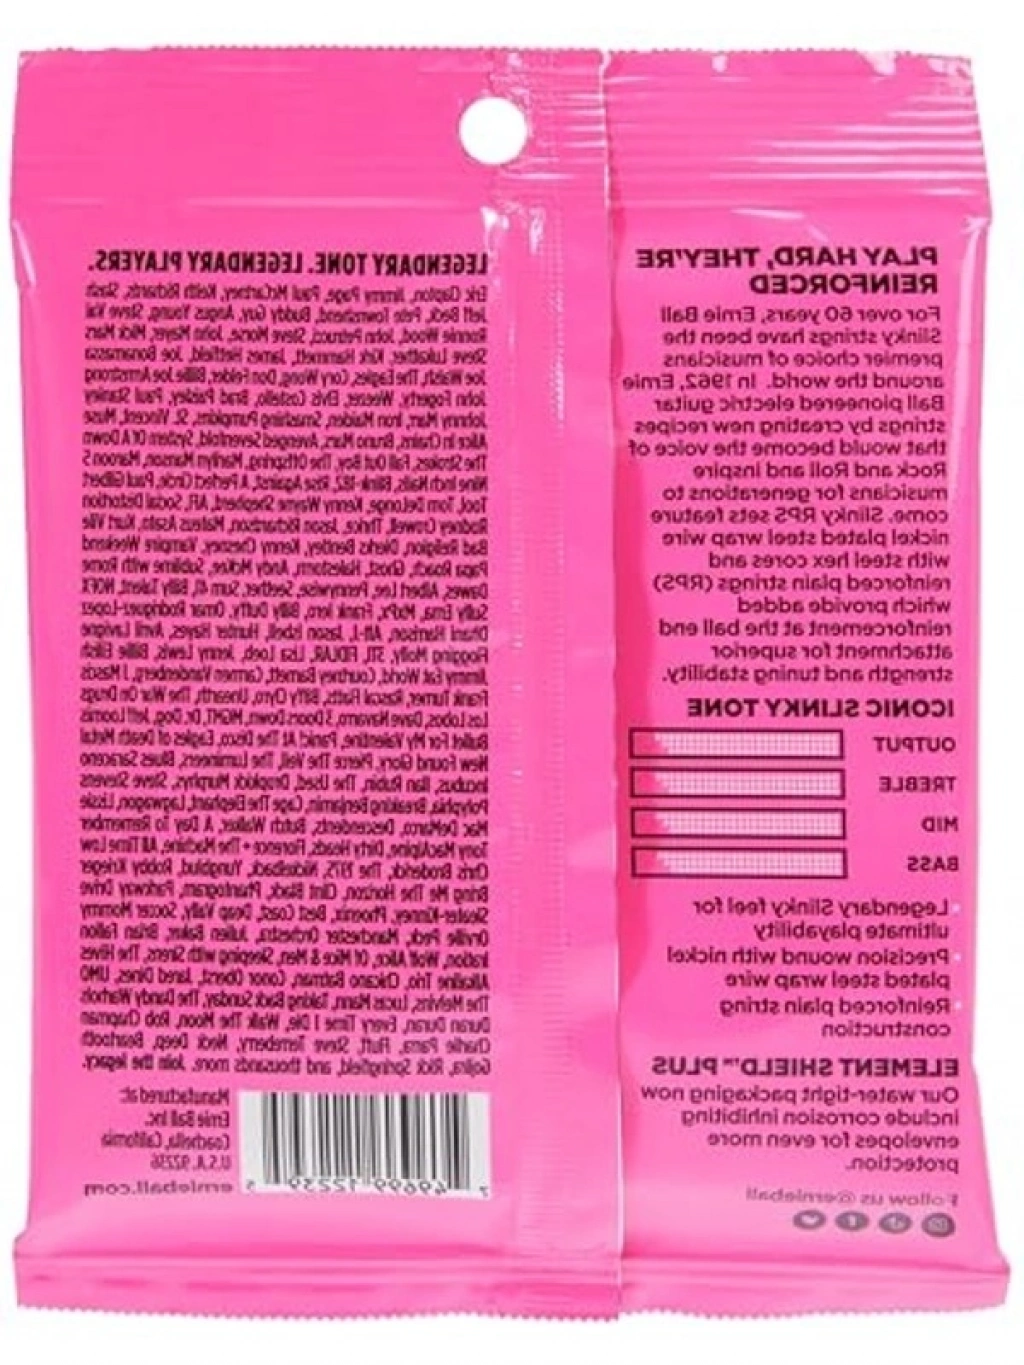 PLAY HARD, THEY'RE
REINFORCED
For over 60 years, Ernie Ball
Slinky strings have been the
premier choice of musicians
around the world. In 1962, Ernie
Ball pioneered electric guitar
strings by creating new recipes
that would become the voice of
Rock and Roll and inspire
musicians for generations to
come. Slinky RPS sets feature
nickel plated steel wrap wire
with steel hex cores and
reinforced plain strings (RPS)
which provide added
reinforcement at the ball end
attachment for superior
strength and tuning stability.
ICONIC SLINKY TONE
OUTPUT
TREBLE
MID
BASS
• Legendary Slinky feel for
ultimate playability
• Precision wound with nickel
plated steel wrap wire
• Reinforced plain string
construction
ELEMENT SHIELD™ PLUS
Our water-tight packaging now
include corrosion inhibiting
envelopes for even more
protection.
Follow us @ernieball
LEGENDARY TONE. LEGENDARY PLAYERS.
Eric Clapton, Jimmy Page, Paul McCartney, Keith Richards, Slash
Jeff Beck, Pete Townshend, Buddy Guy, Angus Young, Steve Vai
Ronnie Wood, John Petrucci, Steve Morse, John Mayer, Mick Mars
Steve Lukather, Kirk Hammett, James Hetfield, Joe Bonamassa
Joe Walsh, The Eagles, Cory Wong, Don Felder, Billie Joe Armstrong
John Fogerty, Weezer, Elvis Costello, Brad Paisley, Paul Stanley
Johnny Marr, Iron Maiden, Smashing Pumpkins, St. Vincent, Muse
Alice In Chains, Bruno Mars, Avenged Sevenfold, System Of A Down
The Strokes, Fall Out Boy, The Offspring, Marilyn Manson, Maroon 5
Nine Inch Nails, Blink-182, Rise Against, A Perfect Circle, Paul Gilbert
Tool, Tom DeLonge, Kenny Wayne Shepherd, AFI, Social Distortion
Rodney Crowell, Thrice, Jason Richardson, Mateus Asato, Kurt Vile
Bad Religion, Dierks Bentley, Kenny Chesney, Vampire Weekend
Papa Roach, Ghost, Halestorm, Andy McKee, Sublime with Rome
Dawes, Albert Lee, Pennywise, Seether, Sum 41, Billy Talent, NOFX
Sully Erna, MxPx, Frank Iero, Billy Duffy, Omar Rodriguez-Lopez
Dhani Harrison, Alt-J, Jason Isbell, Hunter Hayes, Avril Lavigne
Flogging Molly, 311, FIDLAR, Lisa Loeb, Jenny Lewis, Billie Eilish
Jimmy Eat World, Courtney Barnett, Carmen Vandenberg, J Mascis
Frank Turner, Rascal Flatts, Biffy Clyro, Unearth, The War On Drugs
Los Lobos, Dave Navarro, 3 Doors Down, MGMT, Dr. Dog, Jeff Loomis
Bullet For My Valentine, Panic! At The Disco, Eagles of Death Metal
New Found Glory, Pierce The Veil, The Lumineers, Blues Saraceno
Incubus, Ilan Rubin, The Used, Dropkick Murphys, Steve Stevens
Polyphia, Breaking Benjamin, Cage The Elephant, Lagwagon, Lissie
Mac DeMarco, Descendents, Butch Walker, A Day To Remember
Tony MacAlpine, Dirty Heads, Florence + The Machine, All Time Low
Chris Broderick, The 1975, Nickelback, Yungblud, Robby Krieger
Bring Me The Horizon, Clint Black, Phantogram, Parkway Drive
Sleater-Kinney, Phoenix, Best Coast, Deap Vally, Soccer Mommy
Orville Peck, Manchester Orchestra, Julien Baker, Brian Fallon
Iration, Wolf Alice, Of Mice & Men, Sleeping with Sirens, The Hives
Alkaline Trio, Chicano Batman, Conor Oberst, Jared Dines, UMO
The Melvins, Lucas Mann, Taking Back Sunday, The Dandy Warhols
Duran Duran, Every Time I Die, Walk The Moon, Rob Chapman
Charlie Parra, Fluff, Steve Terreberry, Neck Deep, Beartooth
Gojira, Rick Springfield, and thousands more. Join the legacy.
Manufactured at:
Ernie Ball Inc.
Coachella, California
U.S.A. 92236
ernieball.com
7 49699 12239 5